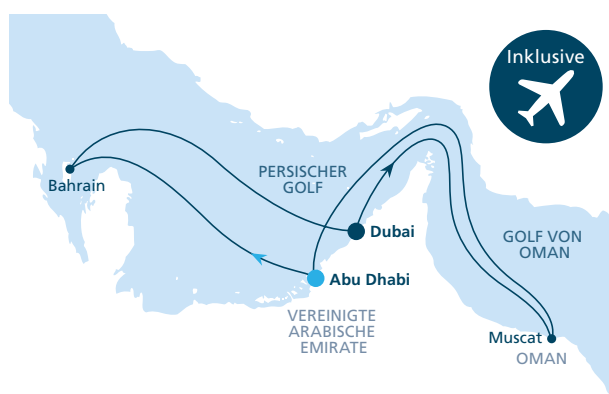 Inklusive
PERSISCHER
GOLF
Bahrain
Dubai
GOLF VON
OMAN
Abu Dhabi
VEREINIGTE
ARABISCHE
EMIRATE
Muscat
OMAN